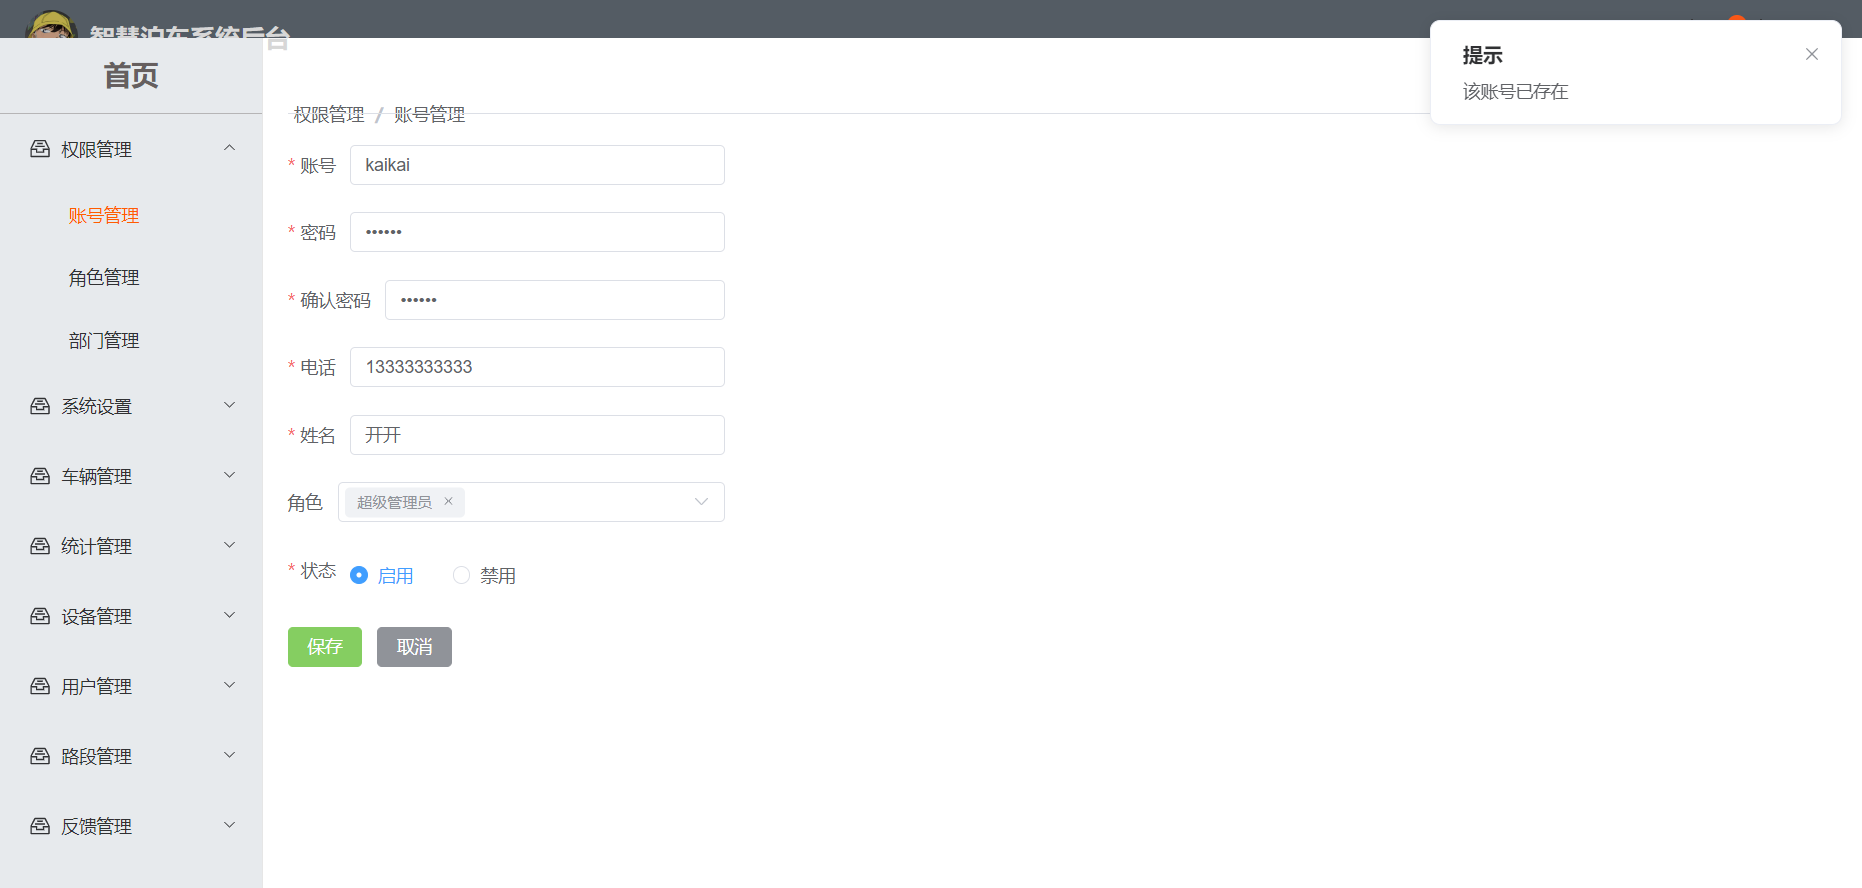 智慧泊车系统后台
首页
权限管理
账号管理
角色管理
部门管理
系统设置
车辆管理
统计管理
设备管理
用户管理
路段管理
反馈管理
权限管理 / 账号管理
* 账号 kaikai
* 密码 ••••••
* 确认密码 ••••••
* 电话 13333333333
* 姓名 开开
角色 超级管理员 ×
* 状态 启用 禁用
保存 取消
提示
该账号已存在